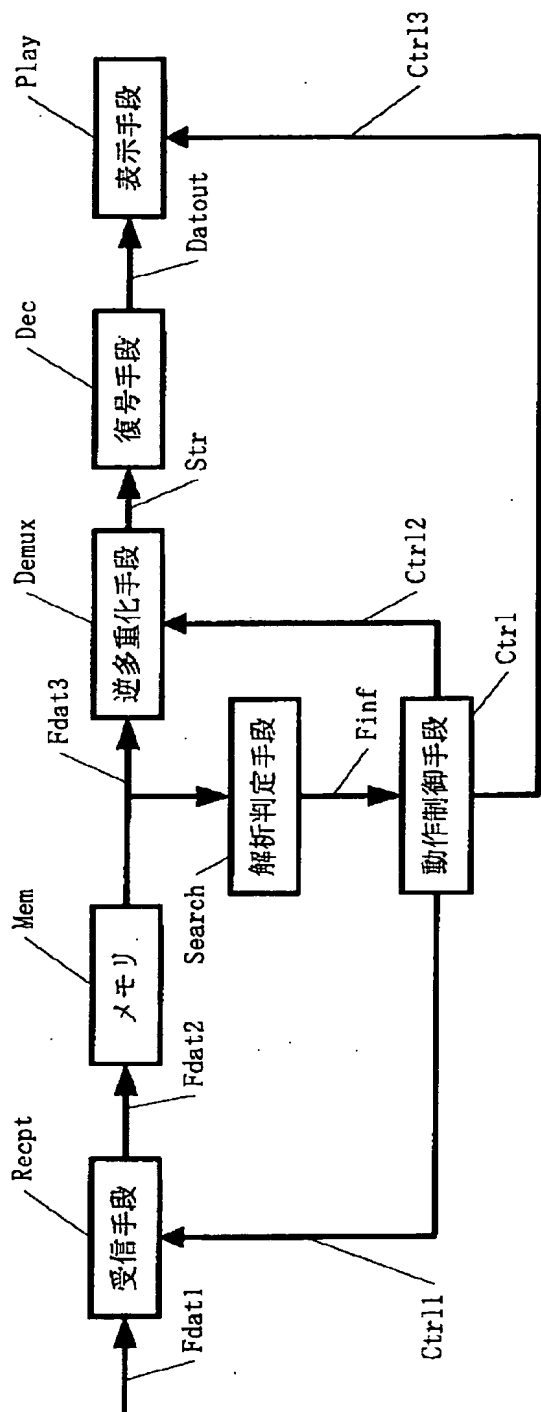 Recpt
受信手段
Fdat1
Fdat2
Mem
メモリ
Fdat3
Demux
逆多重化手段
Str
Dec
復号手段
Datout
Play
表示手段
Search
解析判定手段
Finf
動作制御手段
Ctrl
Ctrl1
Ctrl2
Ctrl3